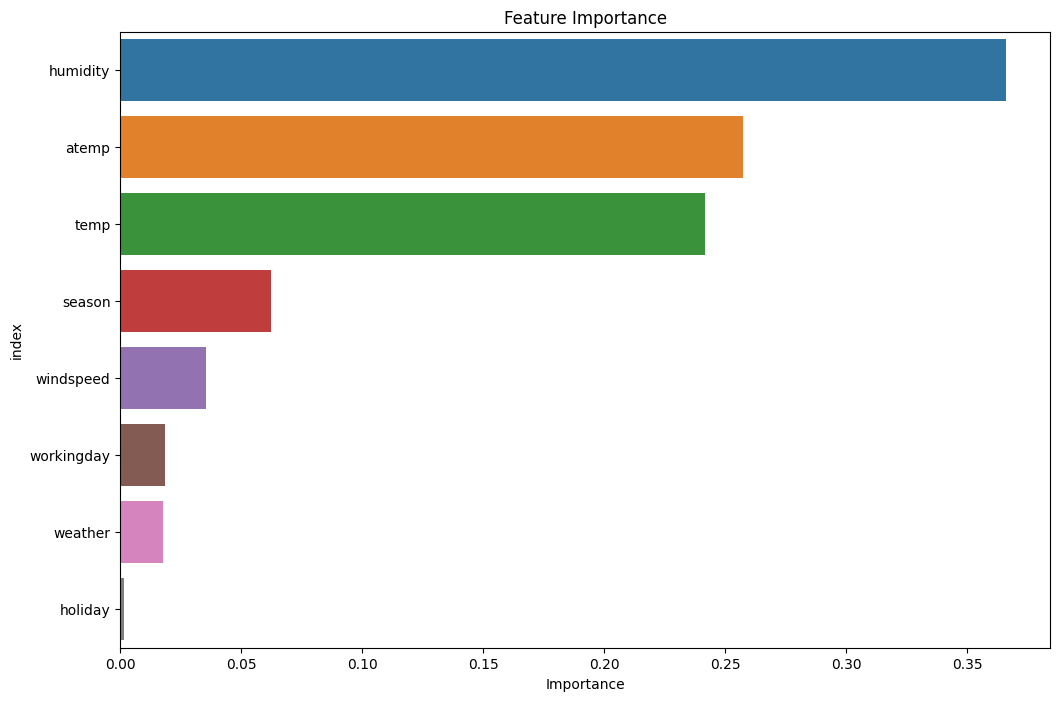 Feature Importance
humidity
atemp
temp
season
windspeed
workingday
weather
holiday
index
0.00 0.05 0.10 0.15 0.20 0.25 0.30 0.35
Importance